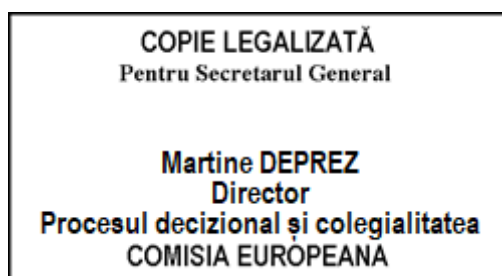 COPIE LEGALIZATĂ
Pentru Secretarul General
Martine DEPREZ
Director
Procesul decizional și colegialitatea
COMISIA EUROPEANA